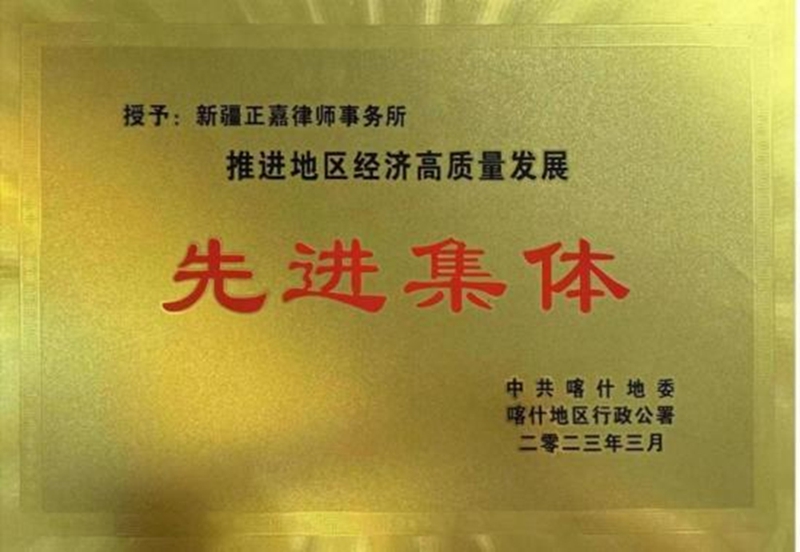 授予：新疆正嘉律师事务所
推进地区经济高质量发展
先进集体
中共喀什地委
喀什地区行政公署
二零二三年三月